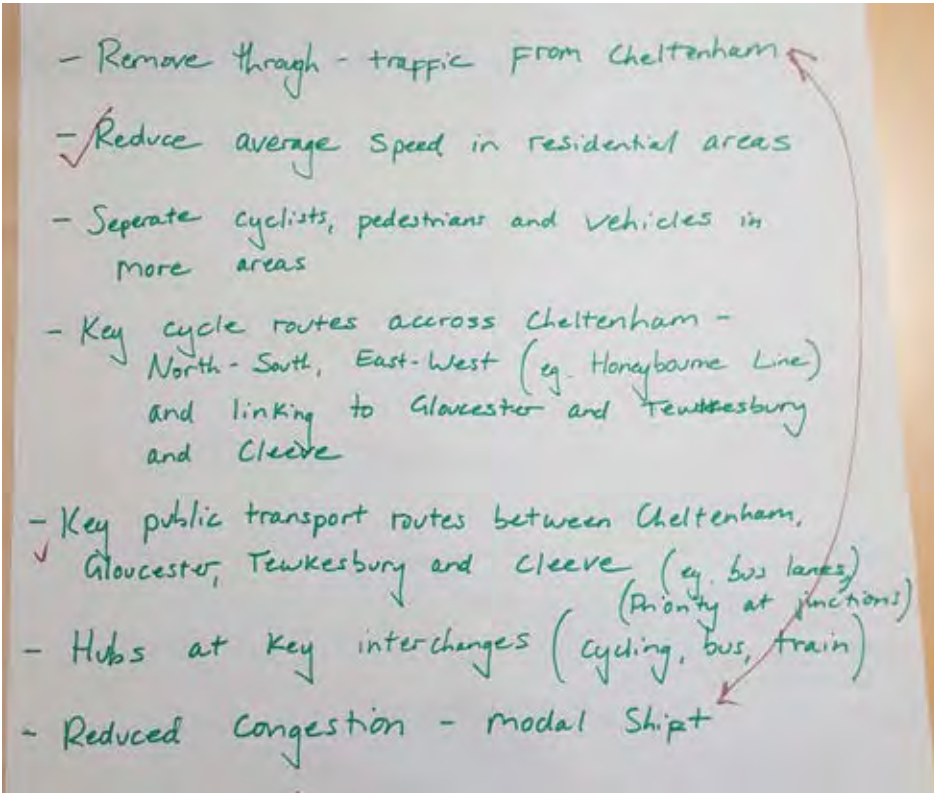 - Remove through - traffic from Cheltenham
- Reduce average speed in residential areas
- Seperate cyclists, pedestrians and vehicles in
more areas
- Key cycle routes accross Cheltenham -
North - South, East - West (eg. Honeybourne Line)
and linking to Gloucester and Tewkesbury
and Cleeve
- Key public transport routes between Cheltenham,
Gloucester, Tewkesbury and Cleeve (eg. bus lanes)
(Priority at junctions)
- Hubs at key interchanges (cycling, bus, train)
- Reduced Congestion - modal Shift